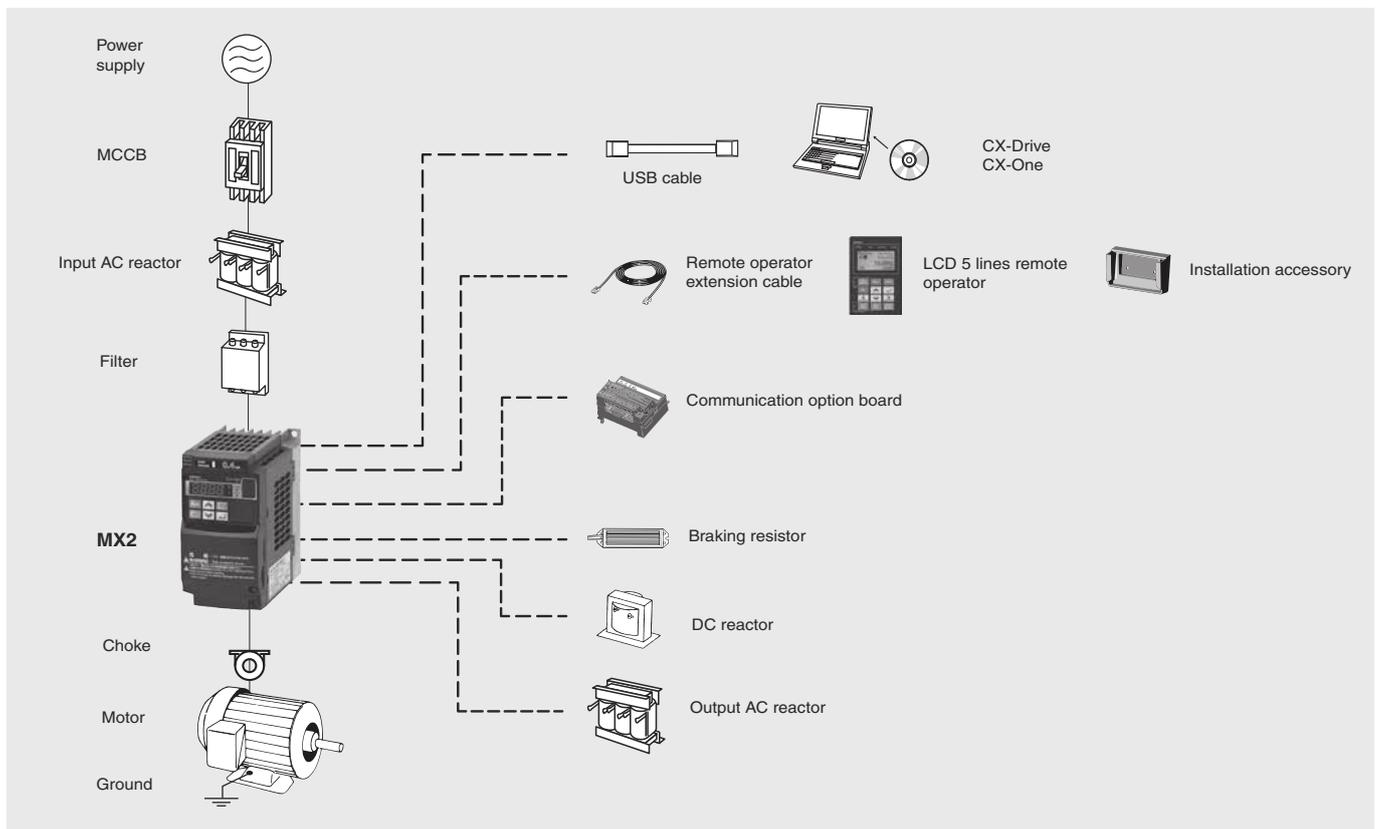 Power
supply
MCCB
Input AC reactor
Filter
MX2
Choke
Motor
Ground
USB cable
CX-Drive
CX-One
Remote operator
extension cable
LCD 5 lines remote
operator
Installation accessory
Communication option board
Braking resistor
DC reactor
Output AC reactor